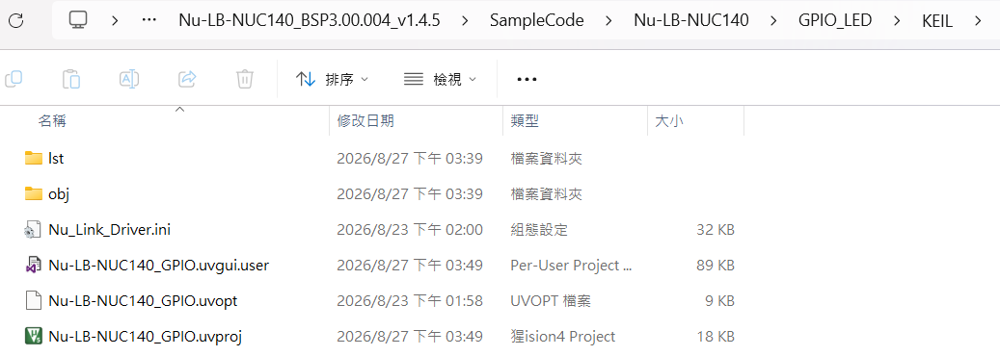 Nu-LB-NUC140_BSP3.00.004_v1.4.5 > SampleCode > Nu-LB-NUC140 > GPIO_LED > KEIL >
排序 檢視
名稱 修改日期 類型 大小
lst 2026/8/27 下午 03:39 檔案資料夾
obj 2026/8/27 下午 03:39 檔案資料夾
Nu_Link_Driver.ini 2026/8/23 下午 02:00 組態設定 32 KB
Nu-LB-NUC140_GPIO.uvgui.user 2026/8/27 下午 03:49 Per-User Project ... 89 KB
Nu-LB-NUC140_GPIO.uvopt 2026/8/23 下午 01:58 UVOPT 檔案 9 KB
Nu-LB-NUC140_GPIO.uvproj 2026/8/27 下午 03:49 猩ision4 Project 18 KB